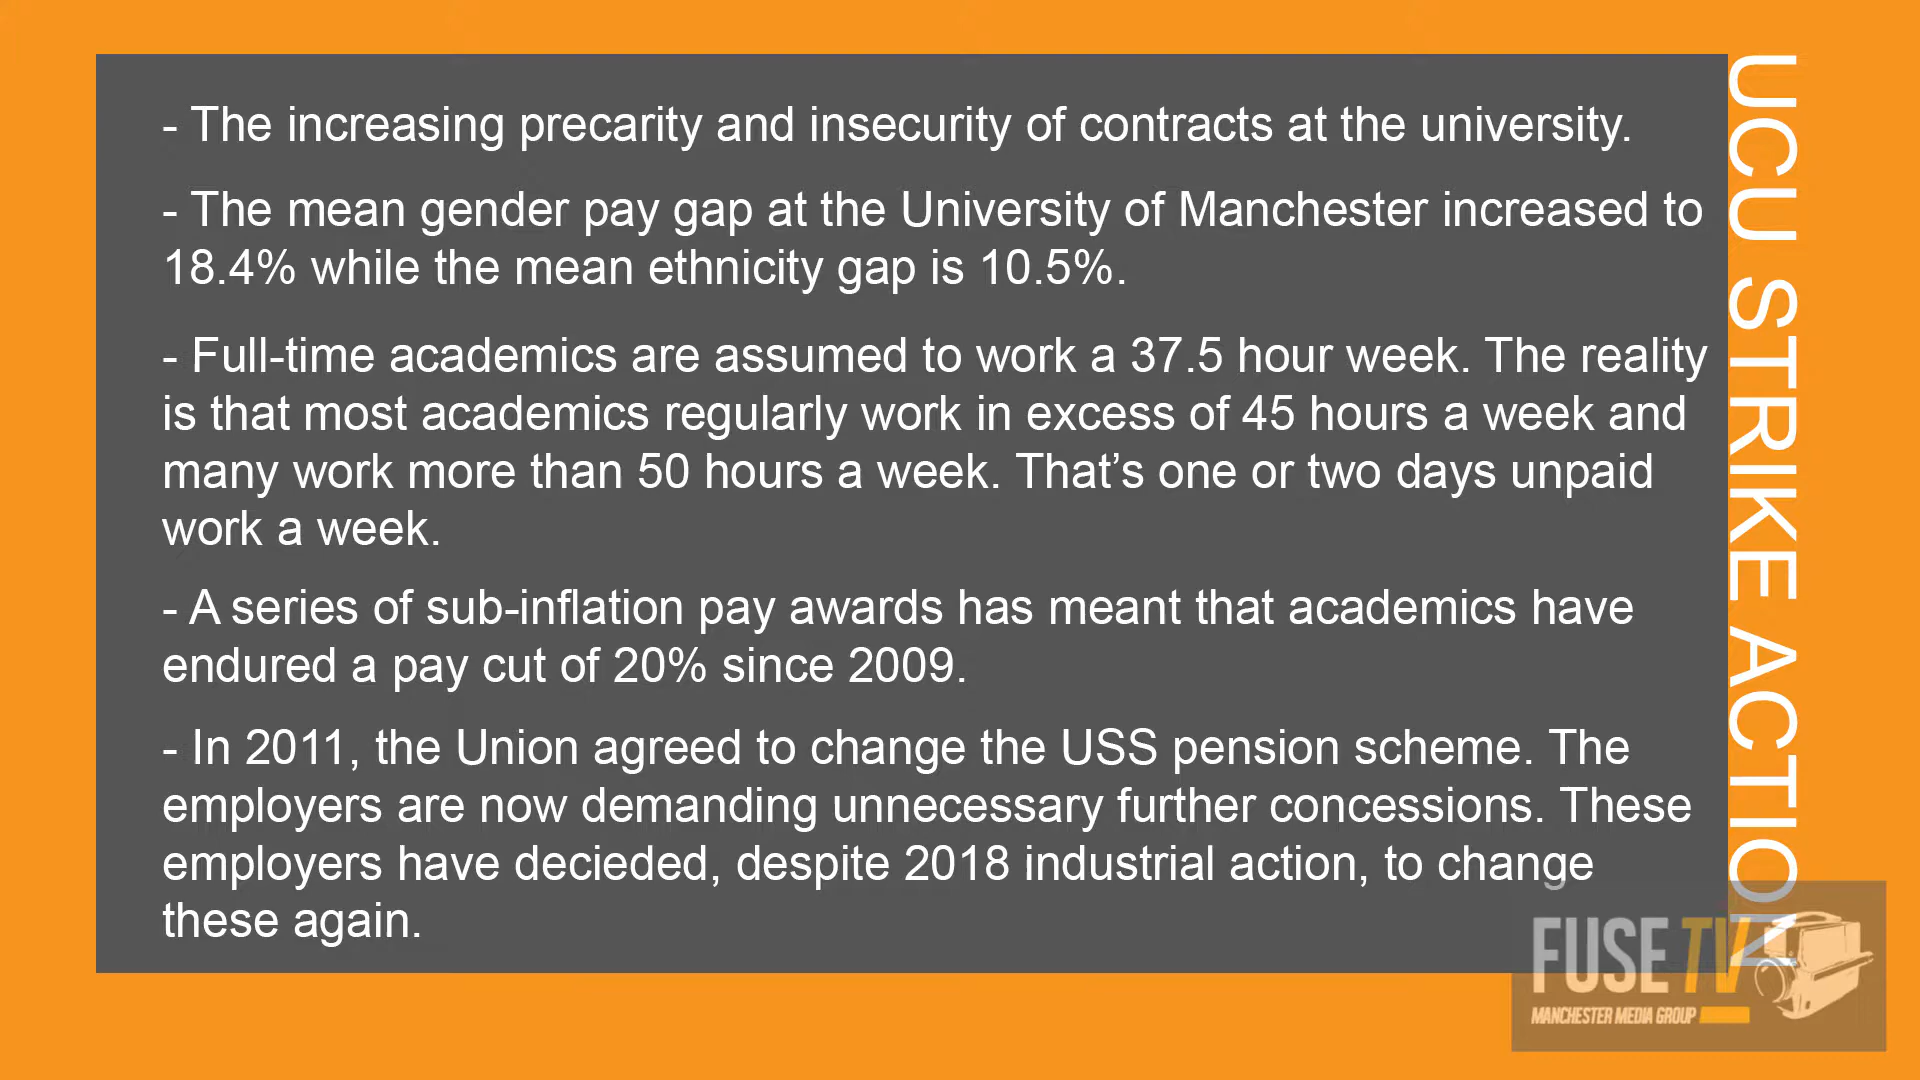 - The increasing precarity and insecurity of contracts at the university.
- The mean gender pay gap at the University of Manchester increased to
18.4% while the mean ethnicity gap is 10.5%.
- Full-time academics are assumed to work a 37.5 hour week. The reality
is that most academics regularly work in excess of 45 hours a week and
many work more than 50 hours a week. That’s one or two days unpaid
work a week.
- A series of sub-inflation pay awards has meant that academics have
endured a pay cut of 20% since 2009.
- In 2011, the Union agreed to change the USS pension scheme. The
employers are now demanding unnecessary further concessions. These
employers have decieded, despite 2018 industrial action, to change
these again.
UCU STRIKE ACTION
FUSE TV
MANCHESTER MEDIA GROUP